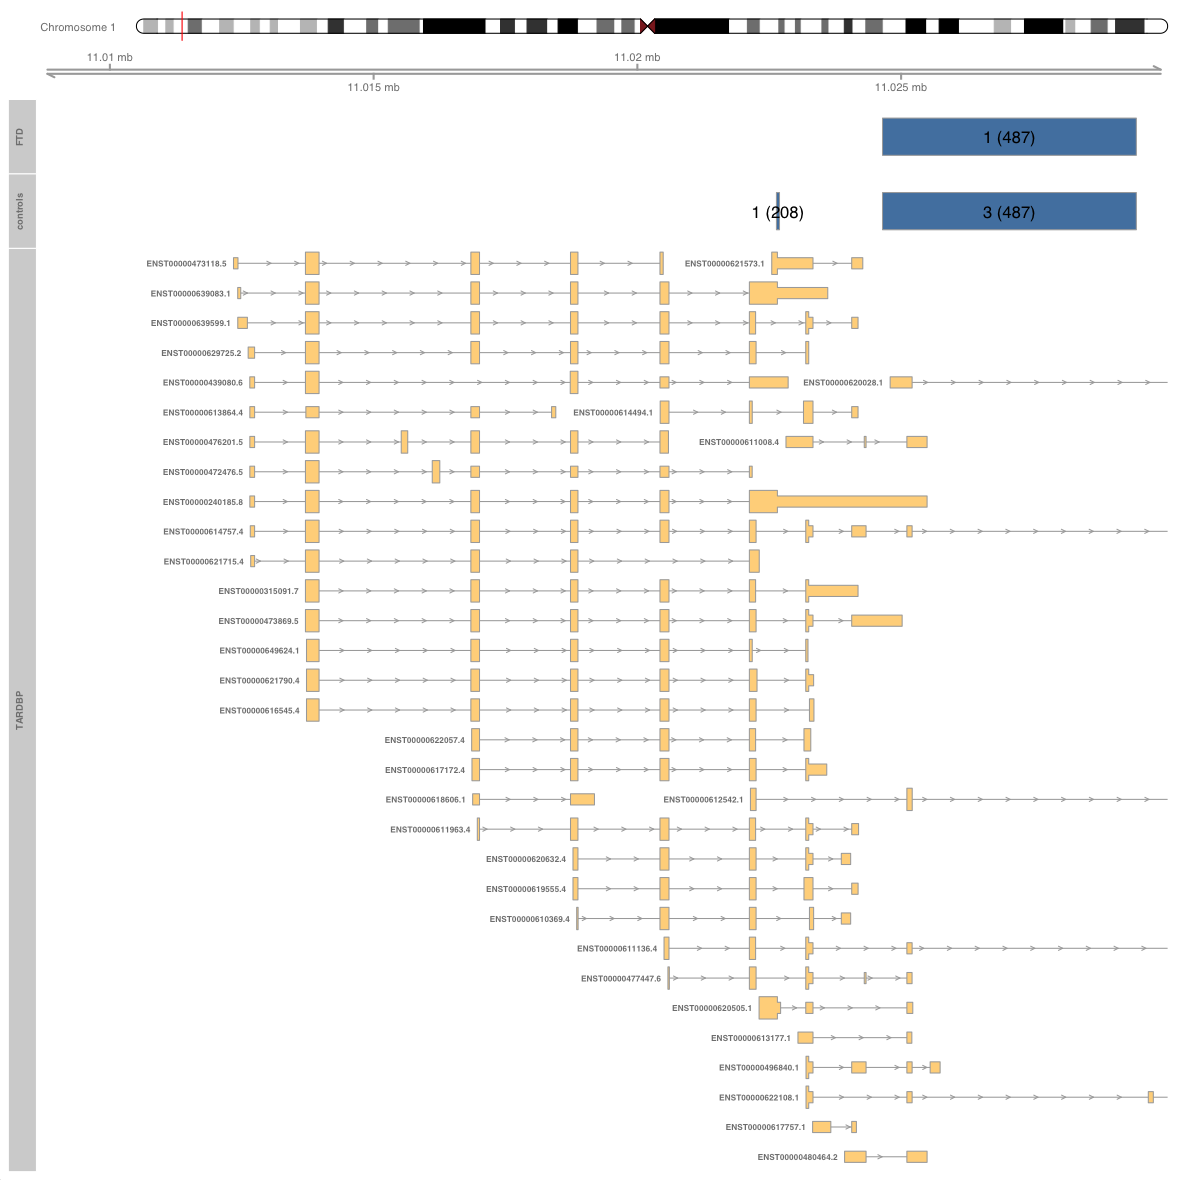 Chromosome 1
11.01 mb
11.02 mb
11.015 mb
11.025 mb
FTD
1 (487)
controls
1 (208)
3 (487)
TARDBP
ENST00000473118.5
ENST00000621573.1
ENST00000639083.1
ENST00000639599.1
ENST00000629725.2
ENST00000439080.6
ENST00000620028.1
ENST00000613864.4
ENST00000614494.1
ENST00000476201.5
ENST00000611008.4
ENST00000472476.5
ENST00000240185.8
ENST00000614757.4
ENST00000621715.4
ENST00000315091.7
ENST00000473869.5
ENST00000649624.1
ENST00000621790.4
ENST00000616545.4
ENST00000622057.4
ENST00000617172.4
ENST00000618606.1
ENST00000612542.1
ENST00000611963.4
ENST00000620632.4
ENST00000619555.4
ENST00000610369.4
ENST00000611136.4
ENST00000477447.6
ENST00000620505.1
ENST00000613177.1
ENST00000496840.1
ENST00000622108.1
ENST00000617757.1
ENST00000480464.2